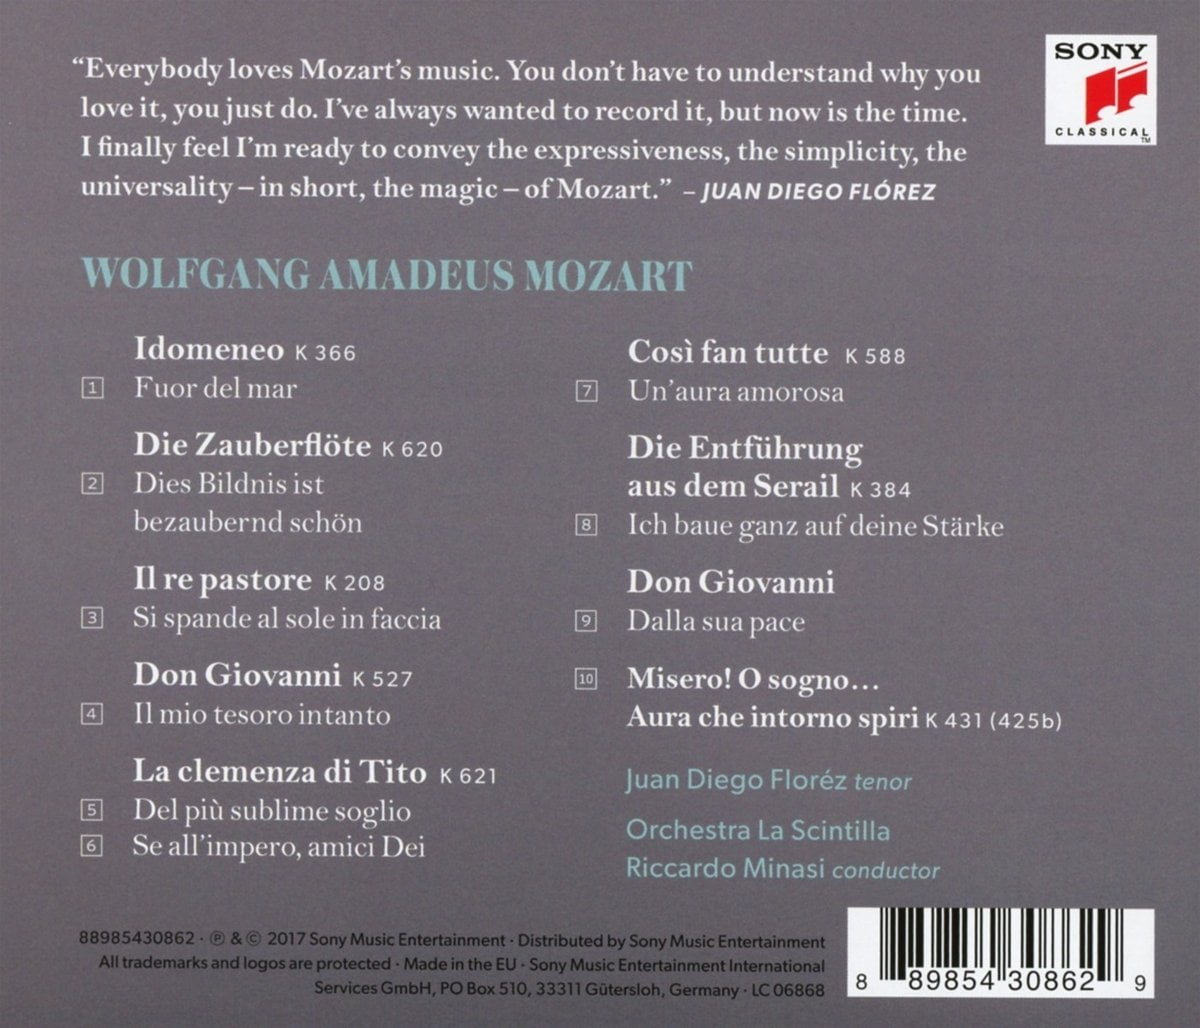 “Everybody loves Mozart’s music. You don’t have to understand why you
love it, you just do. I’ve always wanted to record it, but now is the time.
I finally feel I’m ready to convey the expressiveness, the simplicity, the
universality – in short, the magic – of Mozart.” – JUAN DIEGO FLÓREZ
SONY
CLASSICAL™
WOLFGANG AMADEUS MOZART
Idomeneo K 366
1 Fuor del mar
Die Zauberflöte K 620
2 Dies Bildnis ist
bezaubernd schön
Il re pastore K 208
3 Si spande al sole in faccia
Don Giovanni K 527
4 Il mio tesoro intanto
La clemenza di Tito K 621
5 Del più sublime soglio
6 Se all’impero, amici Dei
Così fan tutte K 588
7 Un’aura amorosa
Die Entführung
aus dem Serail K 384
8 Ich baue ganz auf deine Stärke
Don Giovanni
9 Dalla sua pace
10 Misero! O sogno…
Aura che intorno spiri K 431 (425b)
Juan Diego Floréz tenor
Orchestra La Scintilla
Riccardo Minasi conductor
88985430862 · ℗ & © 2017 Sony Music Entertainment · Distributed by Sony Music Entertainment
All trademarks and logos are protected · Made in the EU · Sony Music Entertainment International
Services GmbH, PO Box 510, 33311 Gütersloh, Germany · LC 06868
8 89854 30862 9